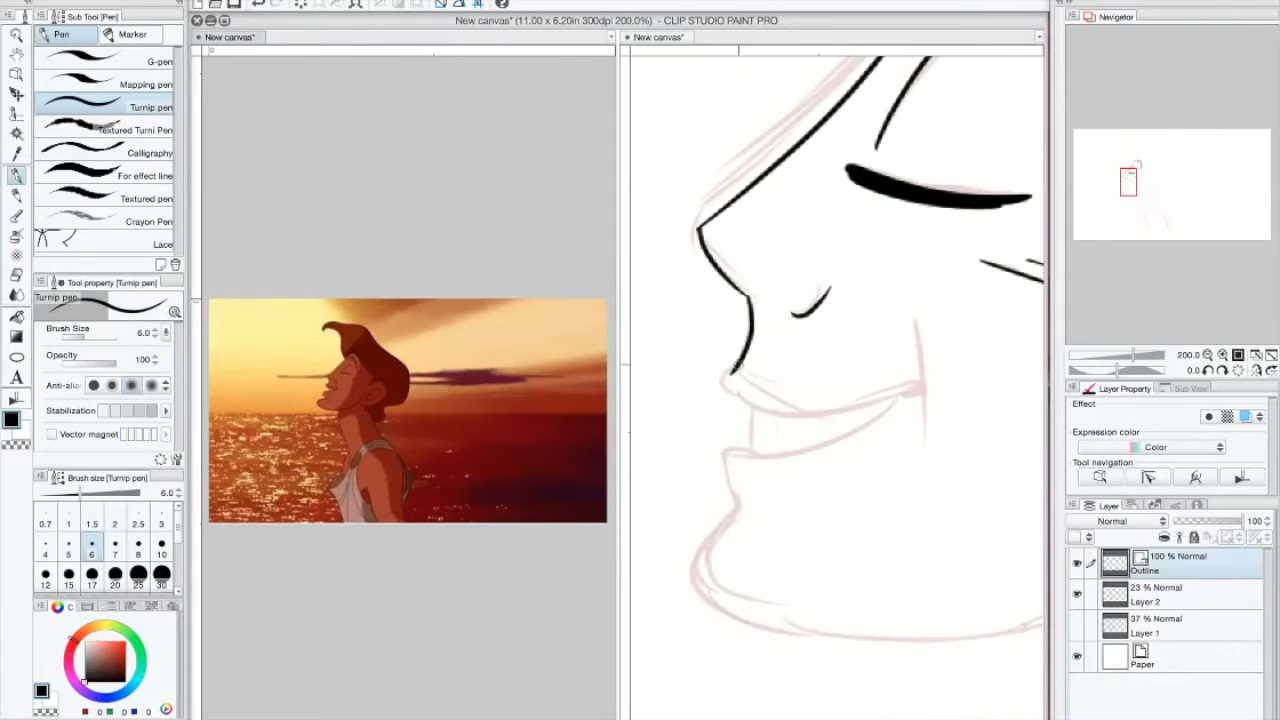 New canvas* (11.00 x 6.20in 300dpi 200.0%) - CLIP STUDIO PAINT PRO
Sub Tool [Pen]
Pen
Marker
G-pen
Mapping pen
Turnip pen
Textured Turni Pen
Calligraphy
For effect line
Textured pen
Crayon Pen
Lace
Tool property [Turnip pen]
Turnip pen
Brush Size 6.0
Opacity 100
Anti-alia
Stabilization
Vector magnet
Brush size [Turnip pen]
6.0
0.7 1 1.5 2 2.5 3
4 5 6 7 8 10
12 15 17 20 25 30
C
0 0 0
New canvas*
0
New canvas*
Navigator
200.0
0.0
Layer Property
Sub View
Effect
Expression color
Color
Tool navigation
Layer
Normal 100
100 % Normal
Outline
23 % Normal
Layer 2
37 % Normal
Layer 1
Paper